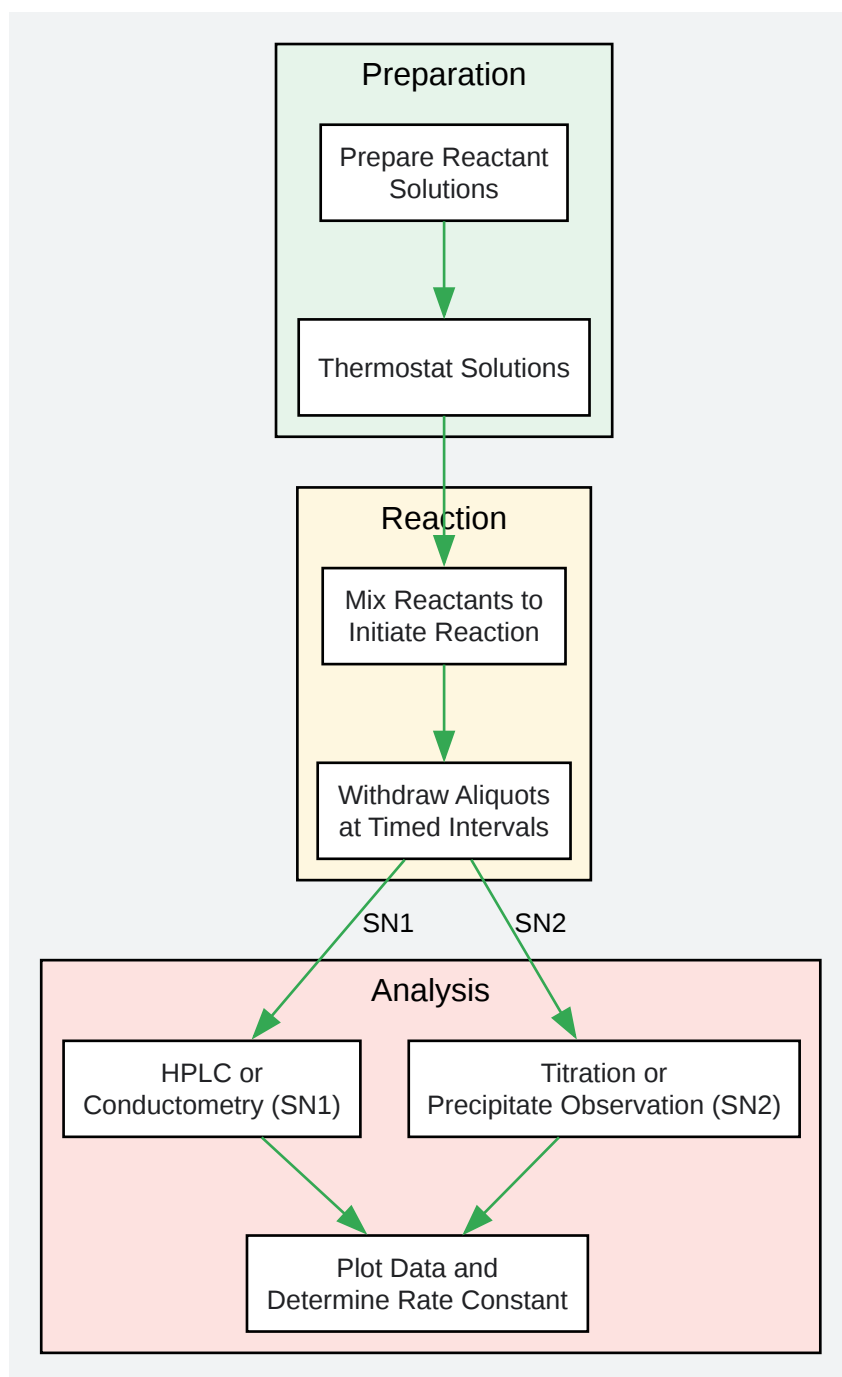 Preparation
Prepare Reactant
Solutions
Thermostat Solutions
Reaction
Mix Reactants to
Initiate Reaction
Withdraw Aliquots
at Timed Intervals
SN1
SN2
Analysis
HPLC or
Conductometry (SN1)
Titration or
Precipitate Observation (SN2)
Plot Data and
Determine Rate Constant